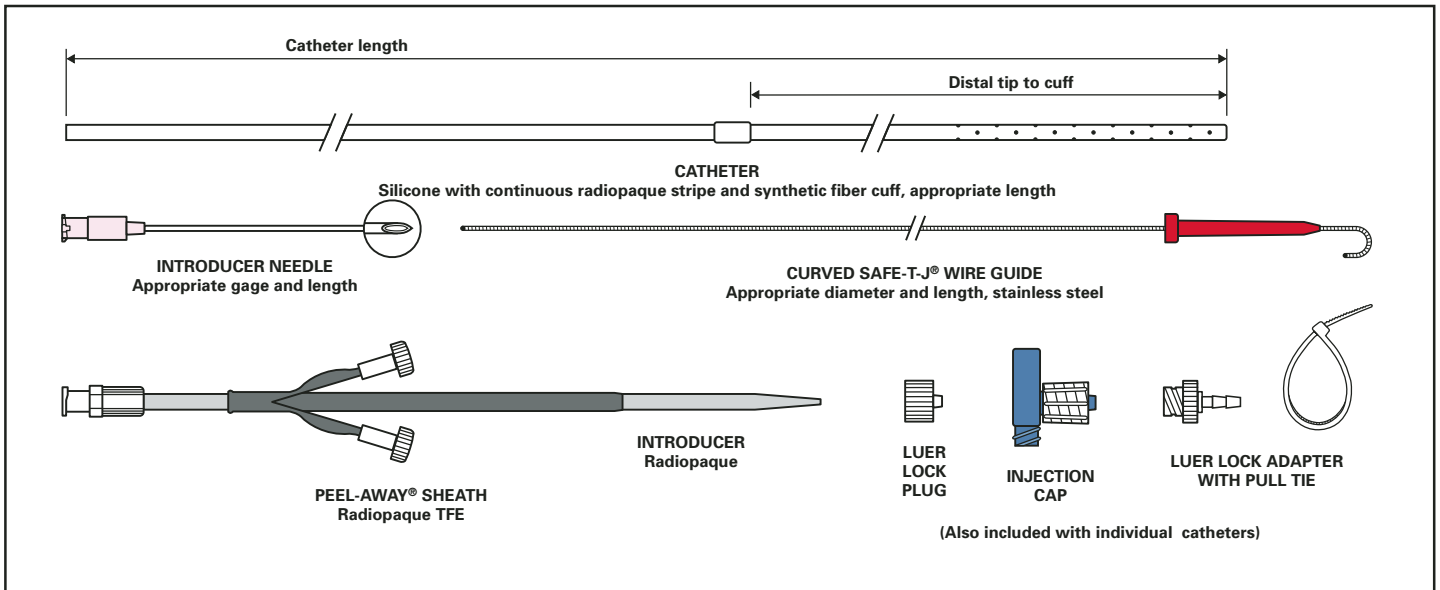 Catheter length
Distal tip to cuff
CATHETER
Silicone with continuous radiopaque stripe and synthetic fiber cuff, appropriate length
INTRODUCER NEEDLE
Appropriate gage and length
CURVED SAFE-T-J® WIRE GUIDE
Appropriate diameter and length, stainless steel
PEEL-AWAY® SHEATH
Radiopaque TFE
INTRODUCER
Radiopaque
LUER
LOCK
PLUG
INJECTION
CAP
LUER LOCK ADAPTER
WITH PULL TIE
(Also included with individual catheters)